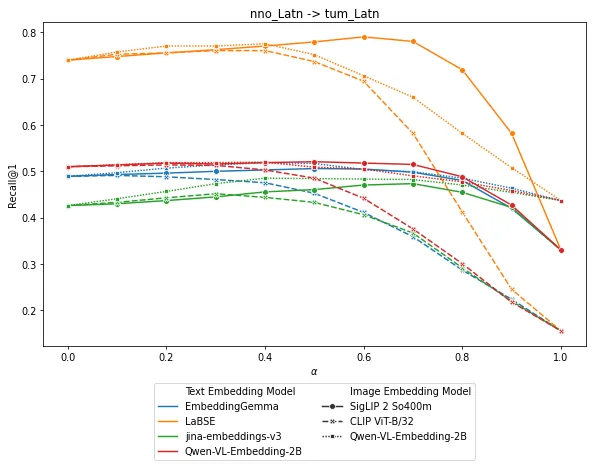 nno_Latn -> tum_Latn
0.8
0.7
0.6
0.5
0.4
0.3
0.2
Recall@1
0.0 0.2 0.4 0.6 0.8 1.0
α
Text Embedding Model Image Embedding Model
EmbeddingGemma SigLIP 2 So400m
LaBSE CLIP ViT-B/32
jina-embeddings-v3 Qwen-VL-Embedding-2B
Qwen-VL-Embedding-2B